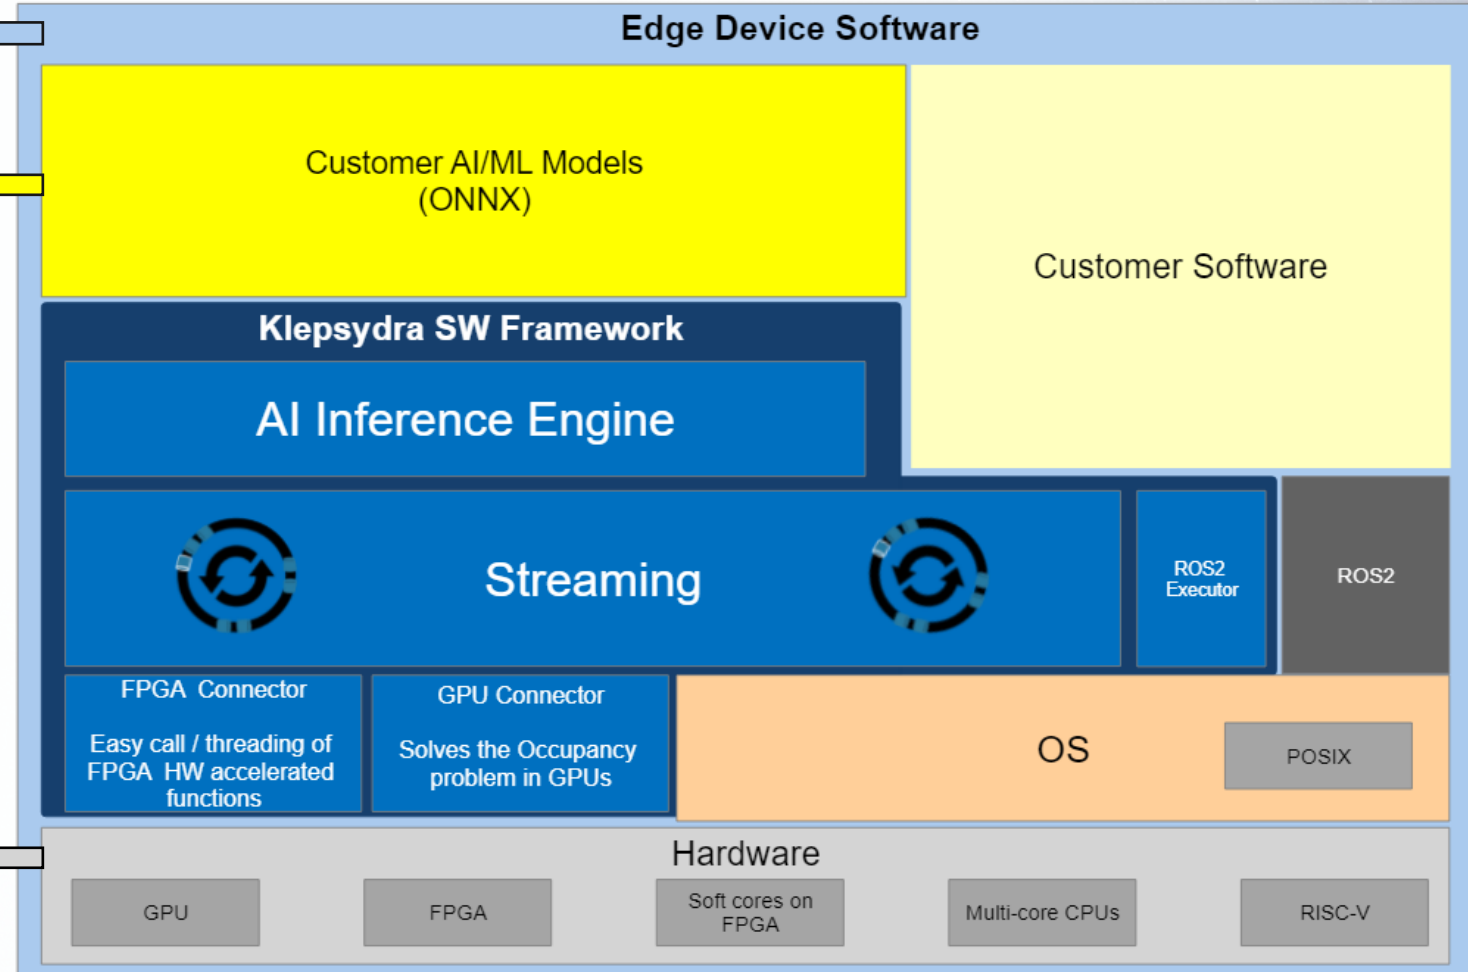 Edge Device Software
Customer AI/ML Models
(ONNX)
Customer Software
Klepsydra SW Framework
AI Inference Engine
Streaming
ROS2
Executor
ROS2
FPGA Connector
Easy call / threading of
FPGA HW accelerated
functions
GPU Connector
Solves the Occupancy
problem in GPUs
OS
POSIX
Hardware
GPU
FPGA
Soft cores on
FPGA
Multi-core CPUs
RISC-V